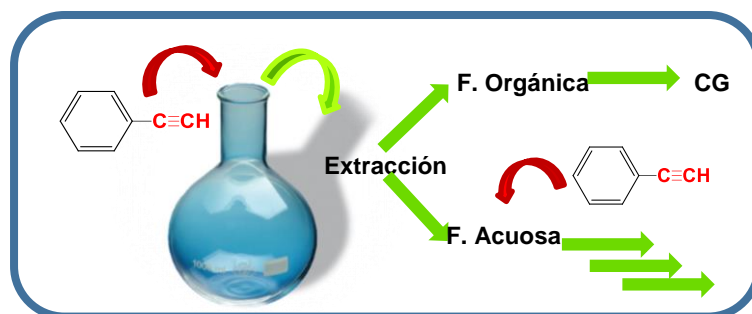 F. Orgánica
CG
C≡CH
Extracción
C≡CH
F. Acuosa